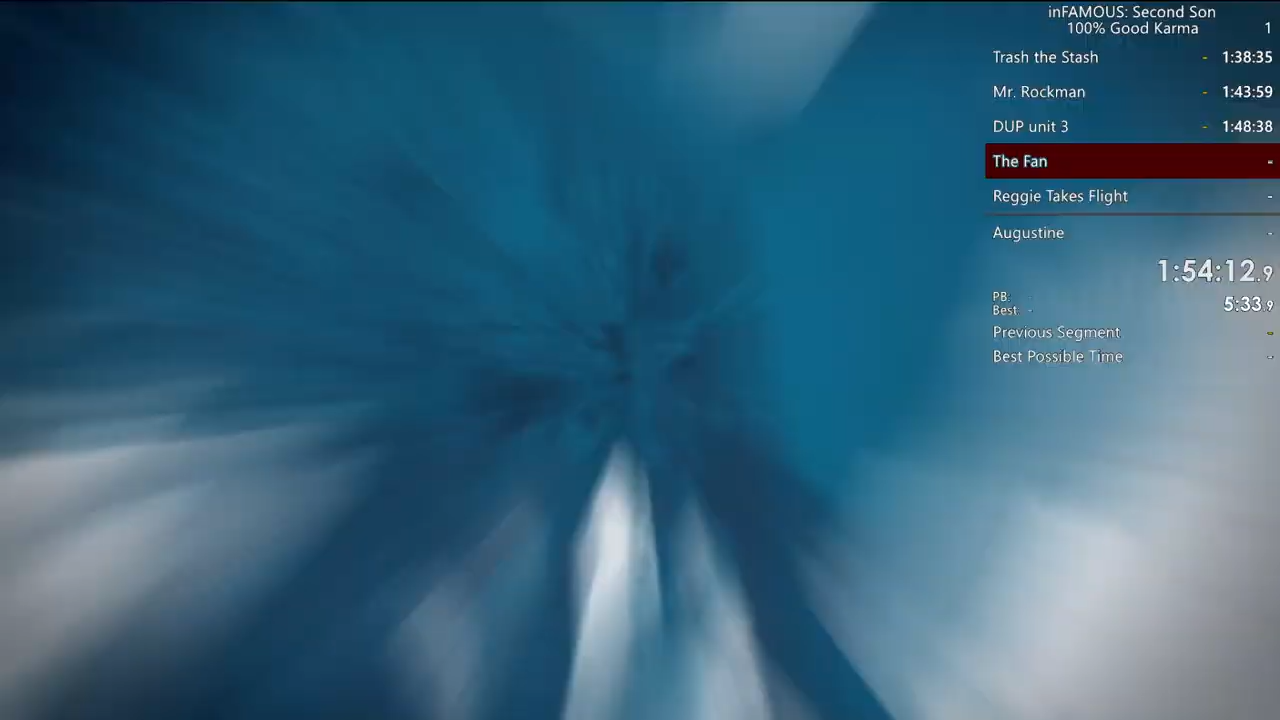 inFAMOUS: Second Son
100% Good Karma 1
Trash the Stash - 1:38:35
Mr. Rockman - 1:43:59
DUP unit 3 - 1:48:38
The Fan -
Reggie Takes Flight -
Augustine -
1:54:12.9
PB: -
Best: - 5:33.9
Previous Segment -
Best Possible Time -